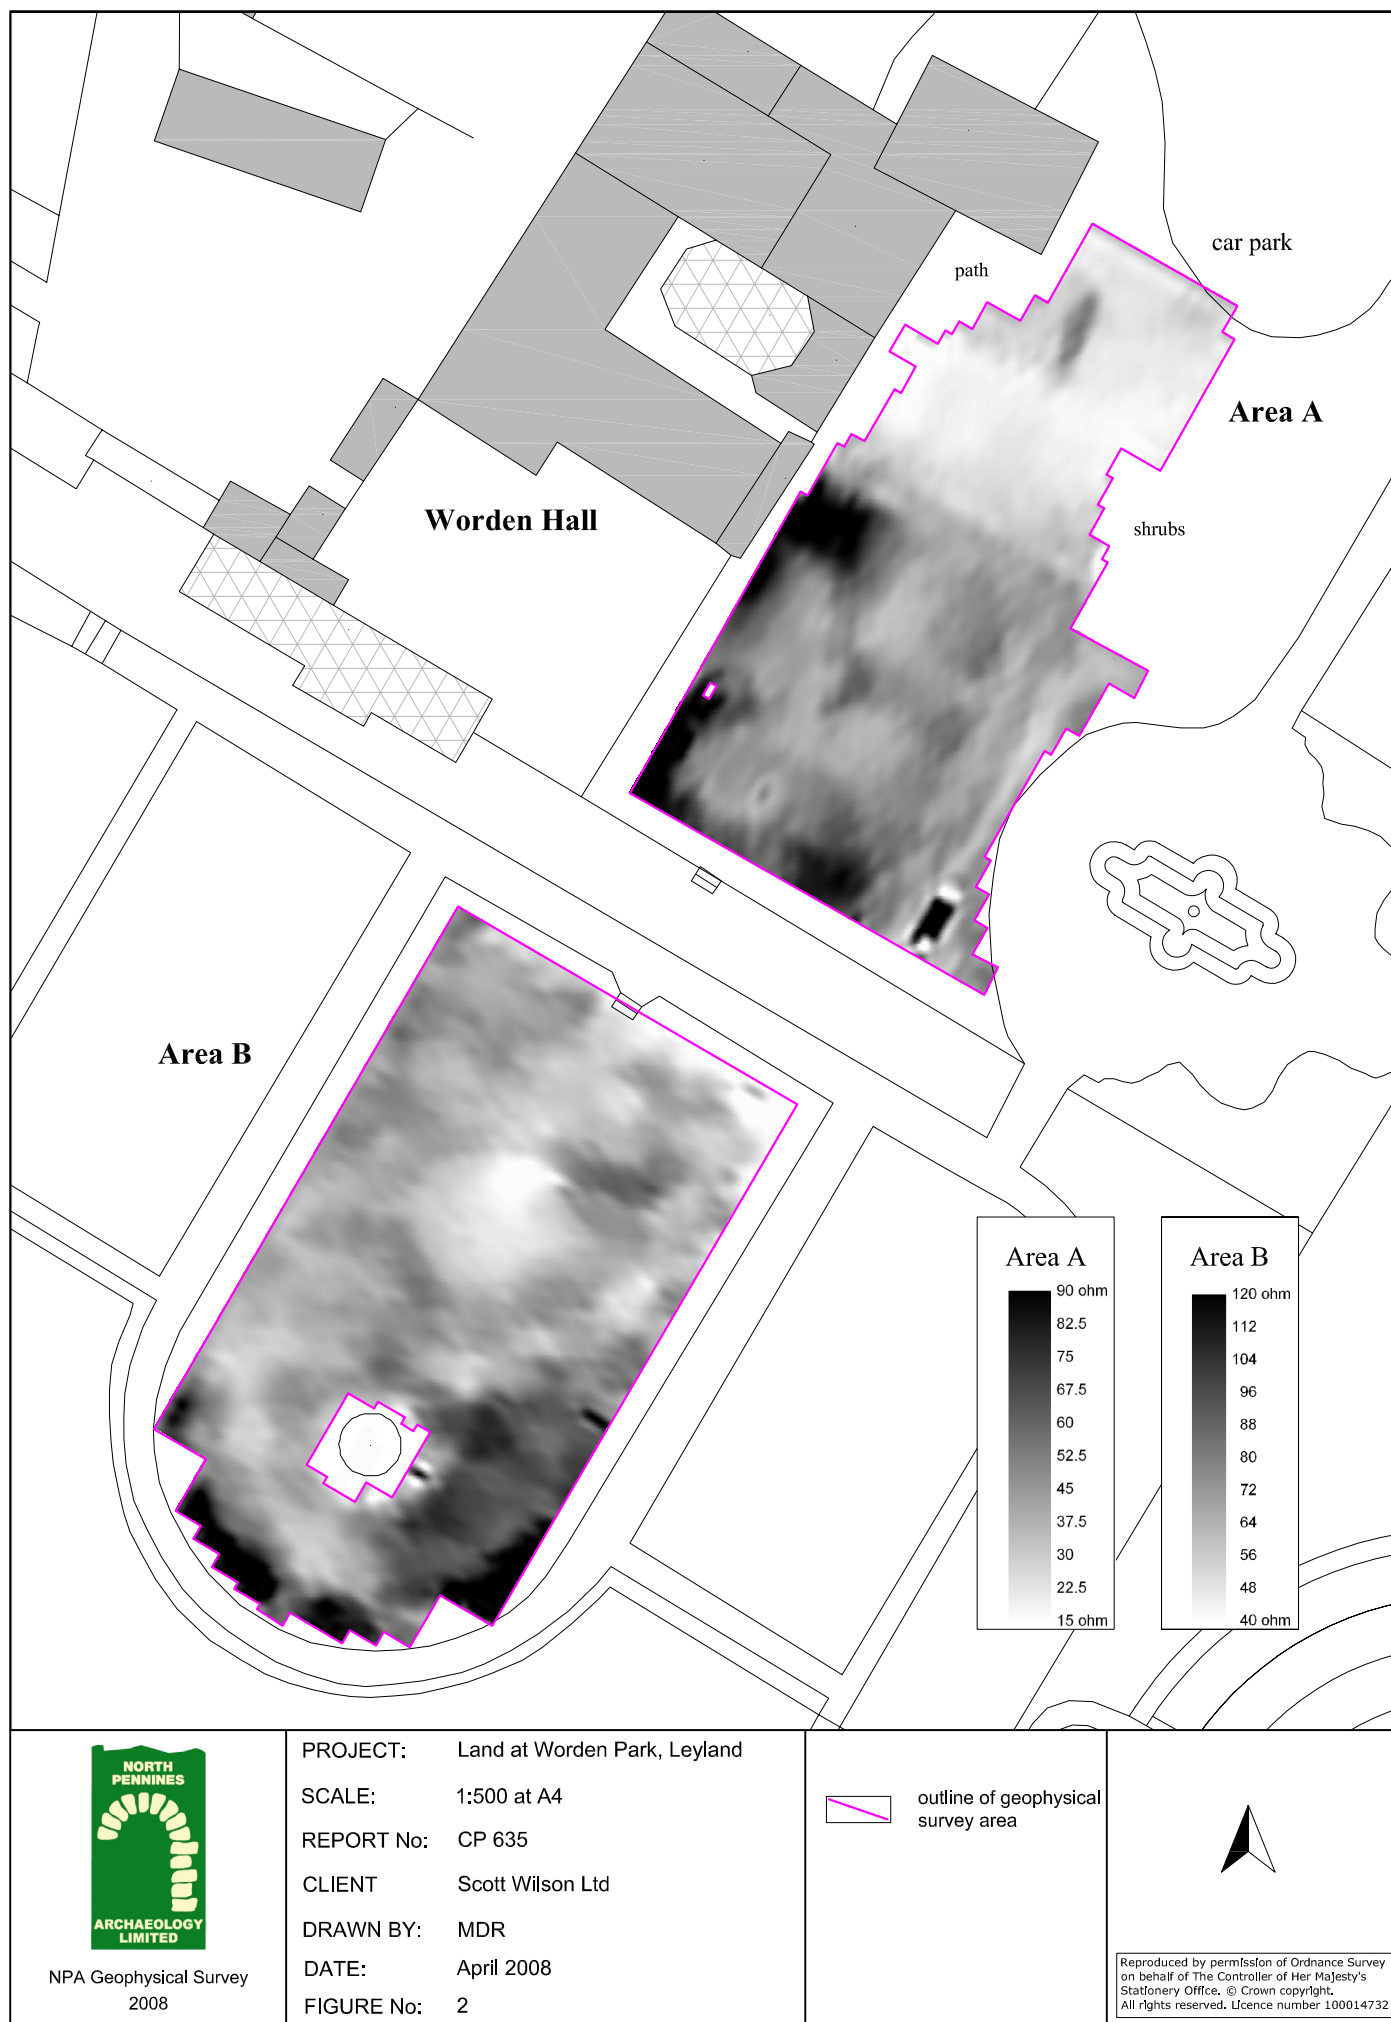 car park
path
Area A
Worden Hall
shrubs
Area B
Area A
90 ohm
82.5
75
67.5
60
52.5
45
37.5
30
22.5
15 ohm
Area B
120 ohm
112
104
96
88
80
72
64
56
48
40 ohm
NORTH
PENNINES
ARCHAEOLOGY
LIMITED
NPA Geophysical Survey
2008
PROJECT: Land at Worden Park, Leyland
SCALE: 1:500 at A4
REPORT No: CP 635
CLIENT Scott Wilson Ltd
DRAWN BY: MDR
DATE: April 2008
FIGURE No: 2
outline of geophysical
survey area
Reproduced by permission of Ordnance Survey
on behalf of The Controller of Her Majesty's
Stationery Office. © Crown copyright.
All rights reserved. Licence number 100014732